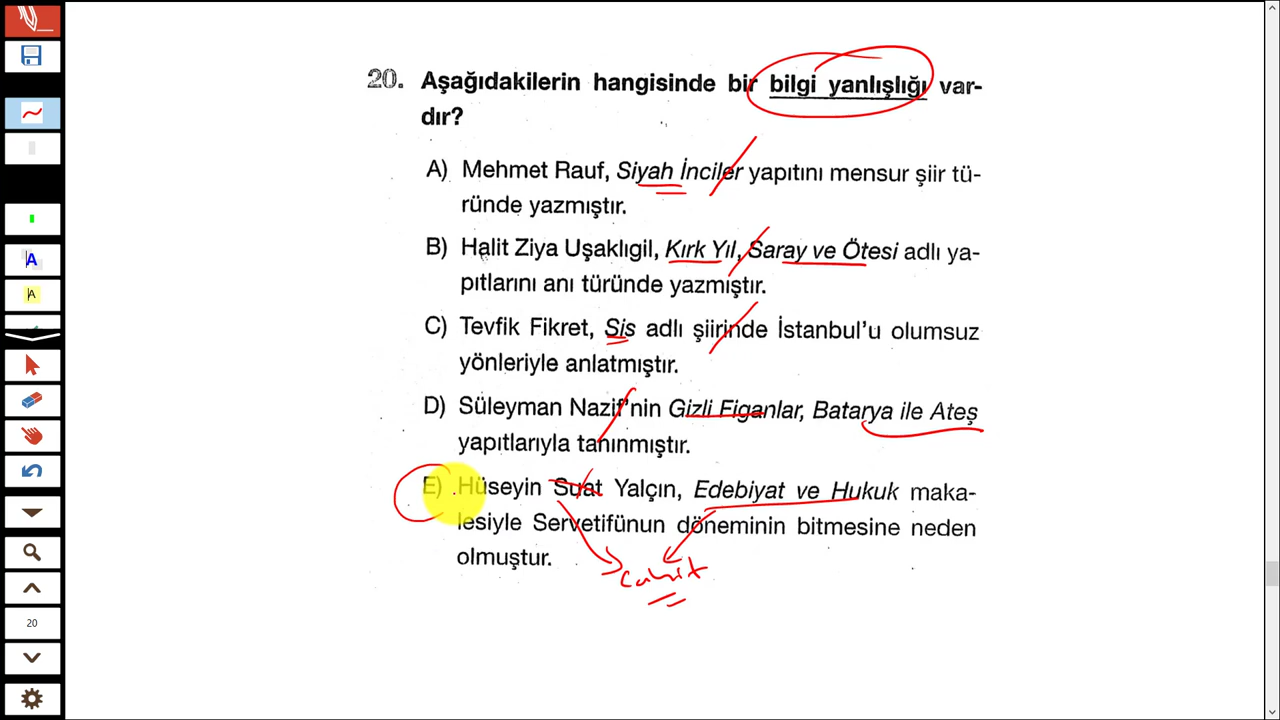 20. Aşağıdakilerin hangisinde bir bilgi yanlışlığı var-
dır?
A) Mehmet Rauf, Siyah İnciler yapıtını mensur şiir tü-
ründe yazmıştır.
B) Halit Ziya Uşaklıgil, Kırk Yıl, Saray ve Ötesi adlı ya-
pıtlarını anı türünde yazmıştır.
C) Tevfik Fikret, Sis adlı şiirinde İstanbul'u olumsuz
yönleriyle anlatmıştır.
D) Süleyman Nazif'nin Gizli Figanlar, Batarya ile Ateş
yapıtlarıyla tanınmıştır.
E) Hüseyin Suat Yalçın, Edebiyat ve Hukuk maka-
lesiyle Servetifünun döneminin bitmesine neden
olmuştur.
Cahit
A
A
20